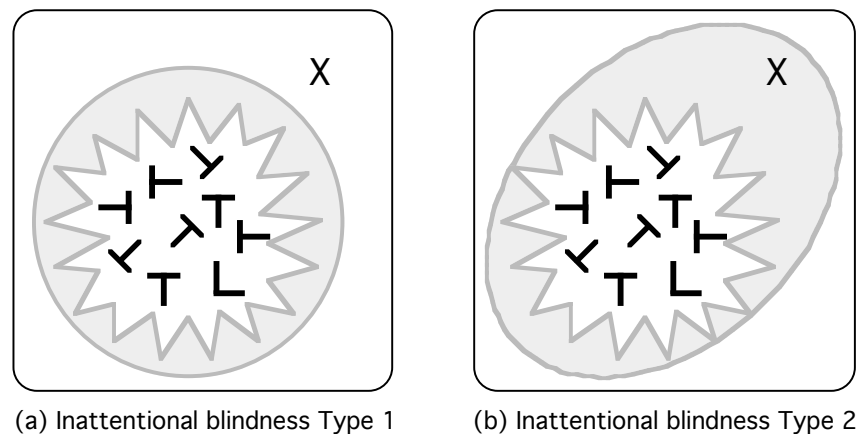 X
X
(a) Inattentional blindness Type 1
(b) Inattentional blindness Type 2